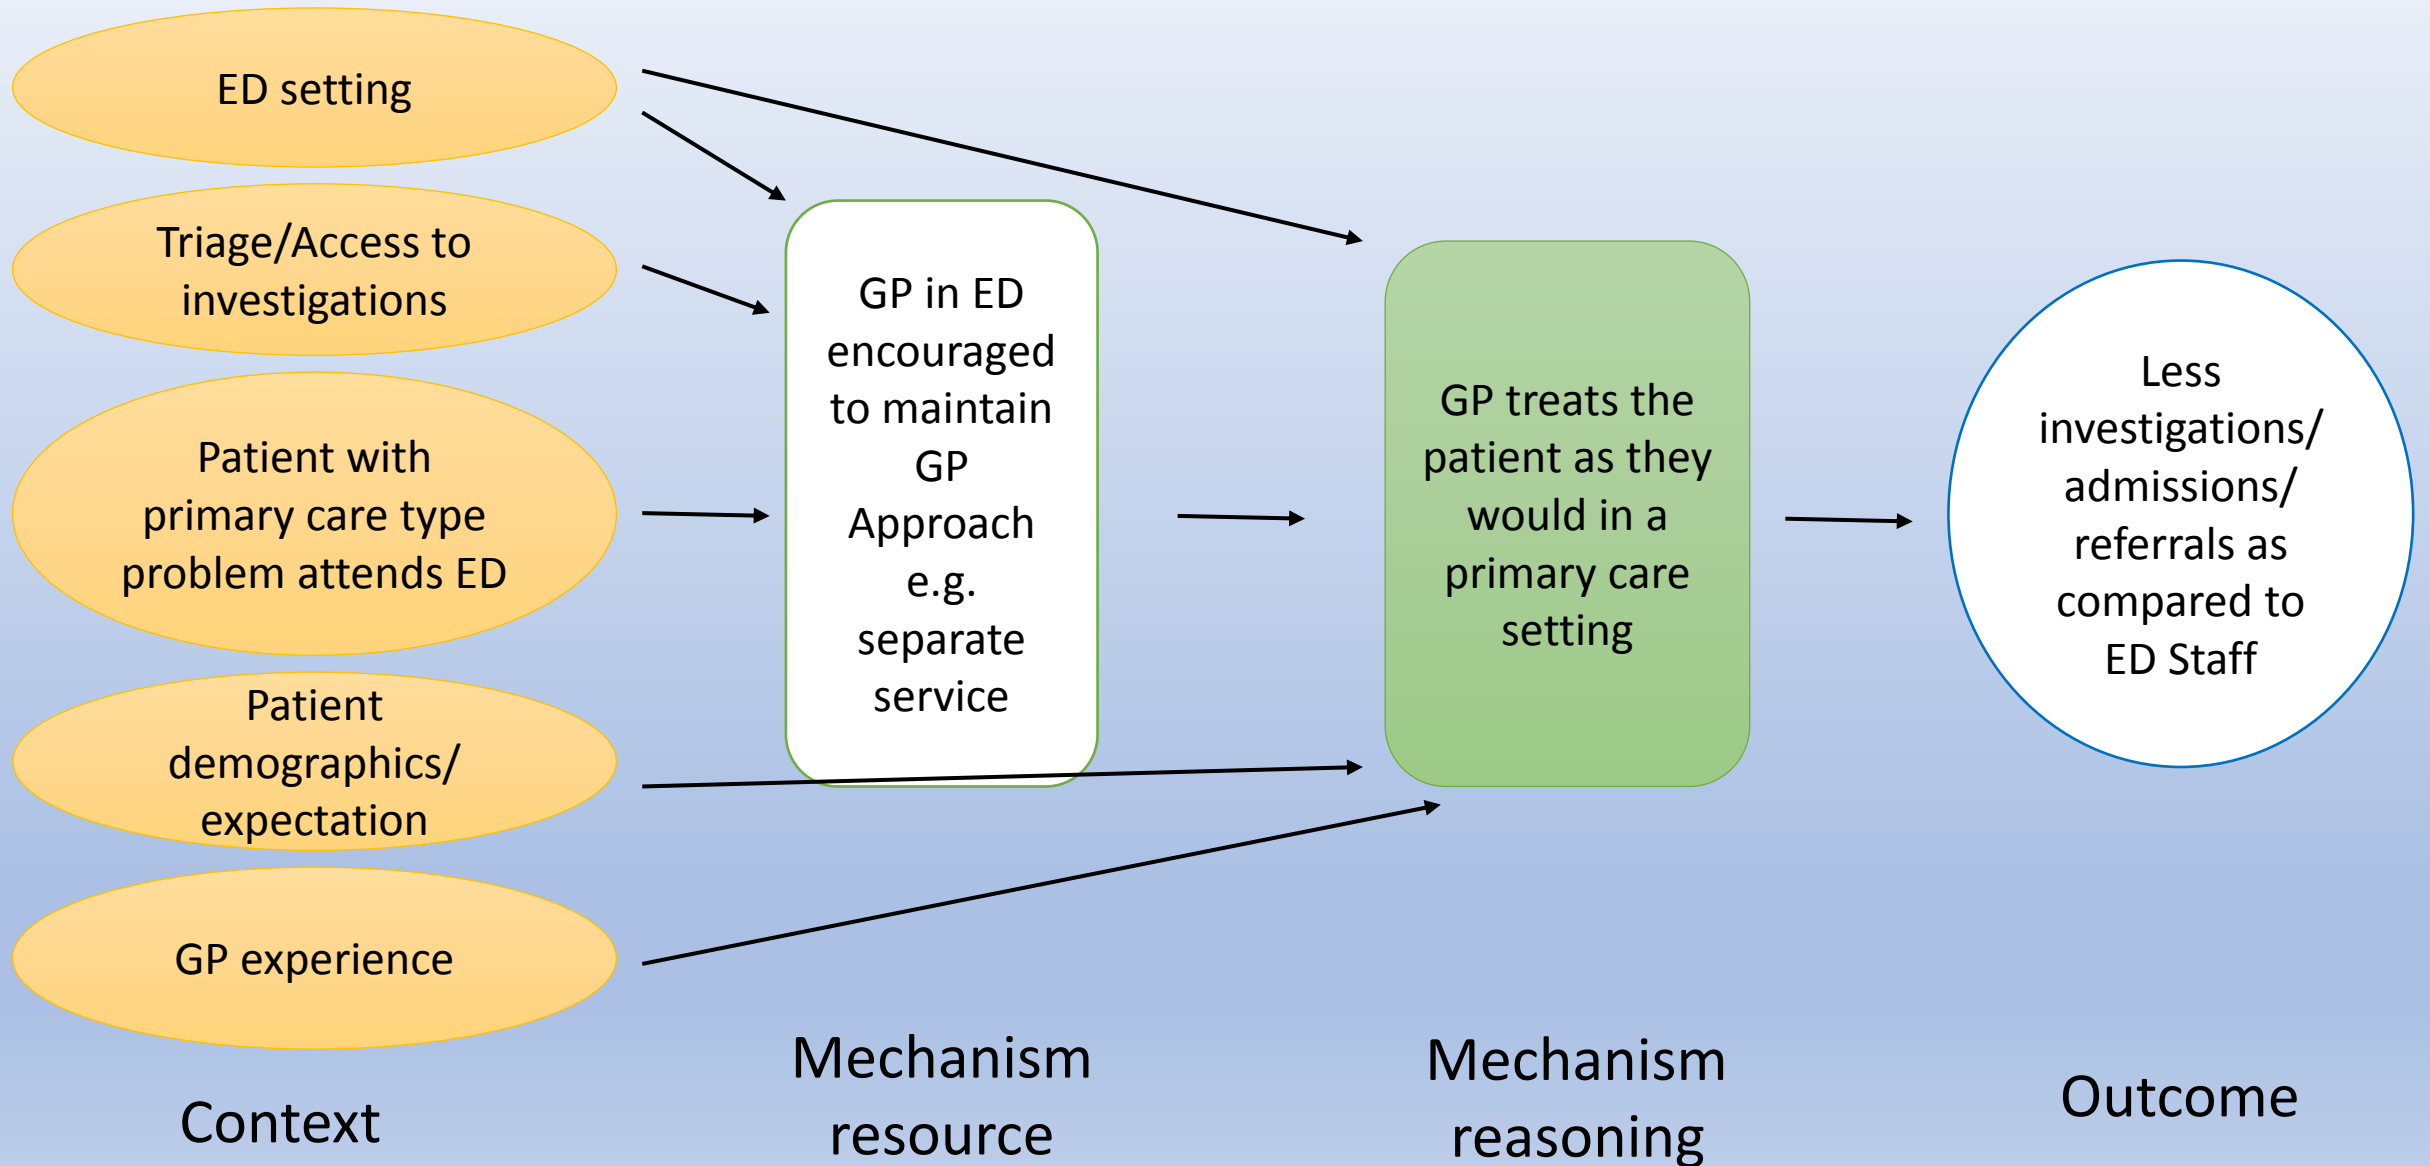 ED setting
Triage/Access to
investigations
Patient with
primary care type
problem attends ED
Patient
demographics/
expectation
GP experience
Context
GP in ED
encouraged
to maintain
GP
Approach
e.g.
separate
service
Mechanism
resource
GP treats the
patient as they
would in a
primary care
setting
Mechanism
reasoning
Less
investigations/
admissions/
referrals as
compared to
ED Staff
Outcome